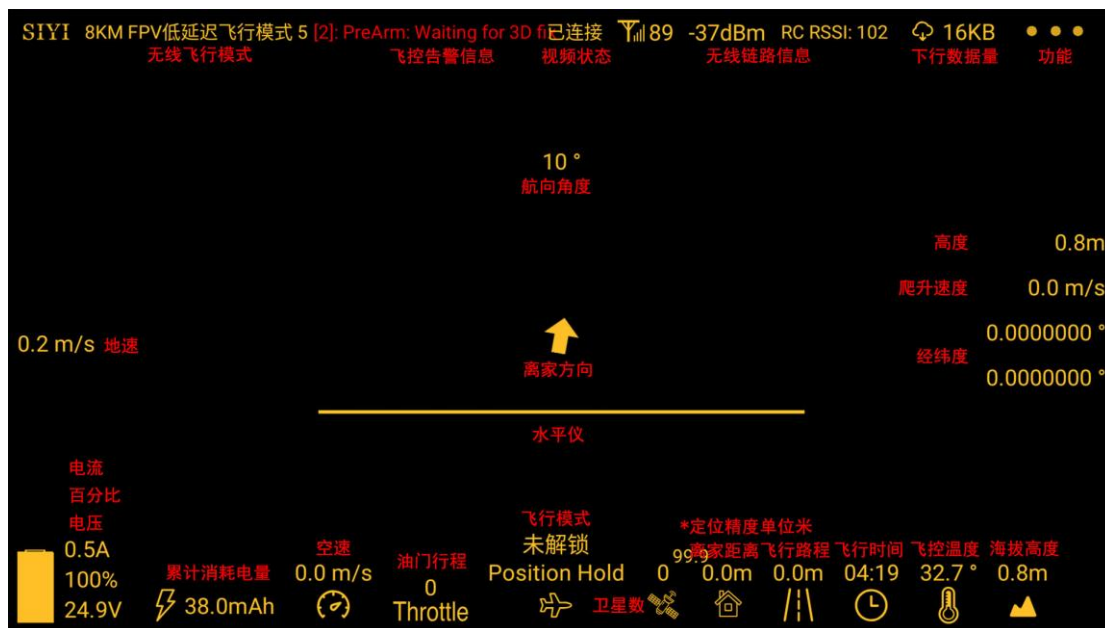 SIYI 8KM FPV低延迟飞行模式 5 [2]: PreArm: Waiting for 3D fix已连接 89 -37dBm RC RSSI: 102 16KB
无线飞行模式 飞控告警信息 视频状态 无线链路信息 下行数据量 功能
10 °
航向角度
高度 0.8m
爬升速度 0.0 m/s
0.2 m/s 地速
0.0000000 °
经纬度
0.0000000 °
离家方向
水平仪
电流
百分比
电压
飞行模式
*定位精度单位米
0.5A
空速
未解锁
99.9
离家距离 飞行路程 飞行时间 飞控温度 海拔高度
100%
累计消耗电量
0.0 m/s
油门行程
0
Position Hold 0 0.0m 0.0m 04:19 32.7 ° 0.8m
24.9V 38.0mAh Throttle 卫星数